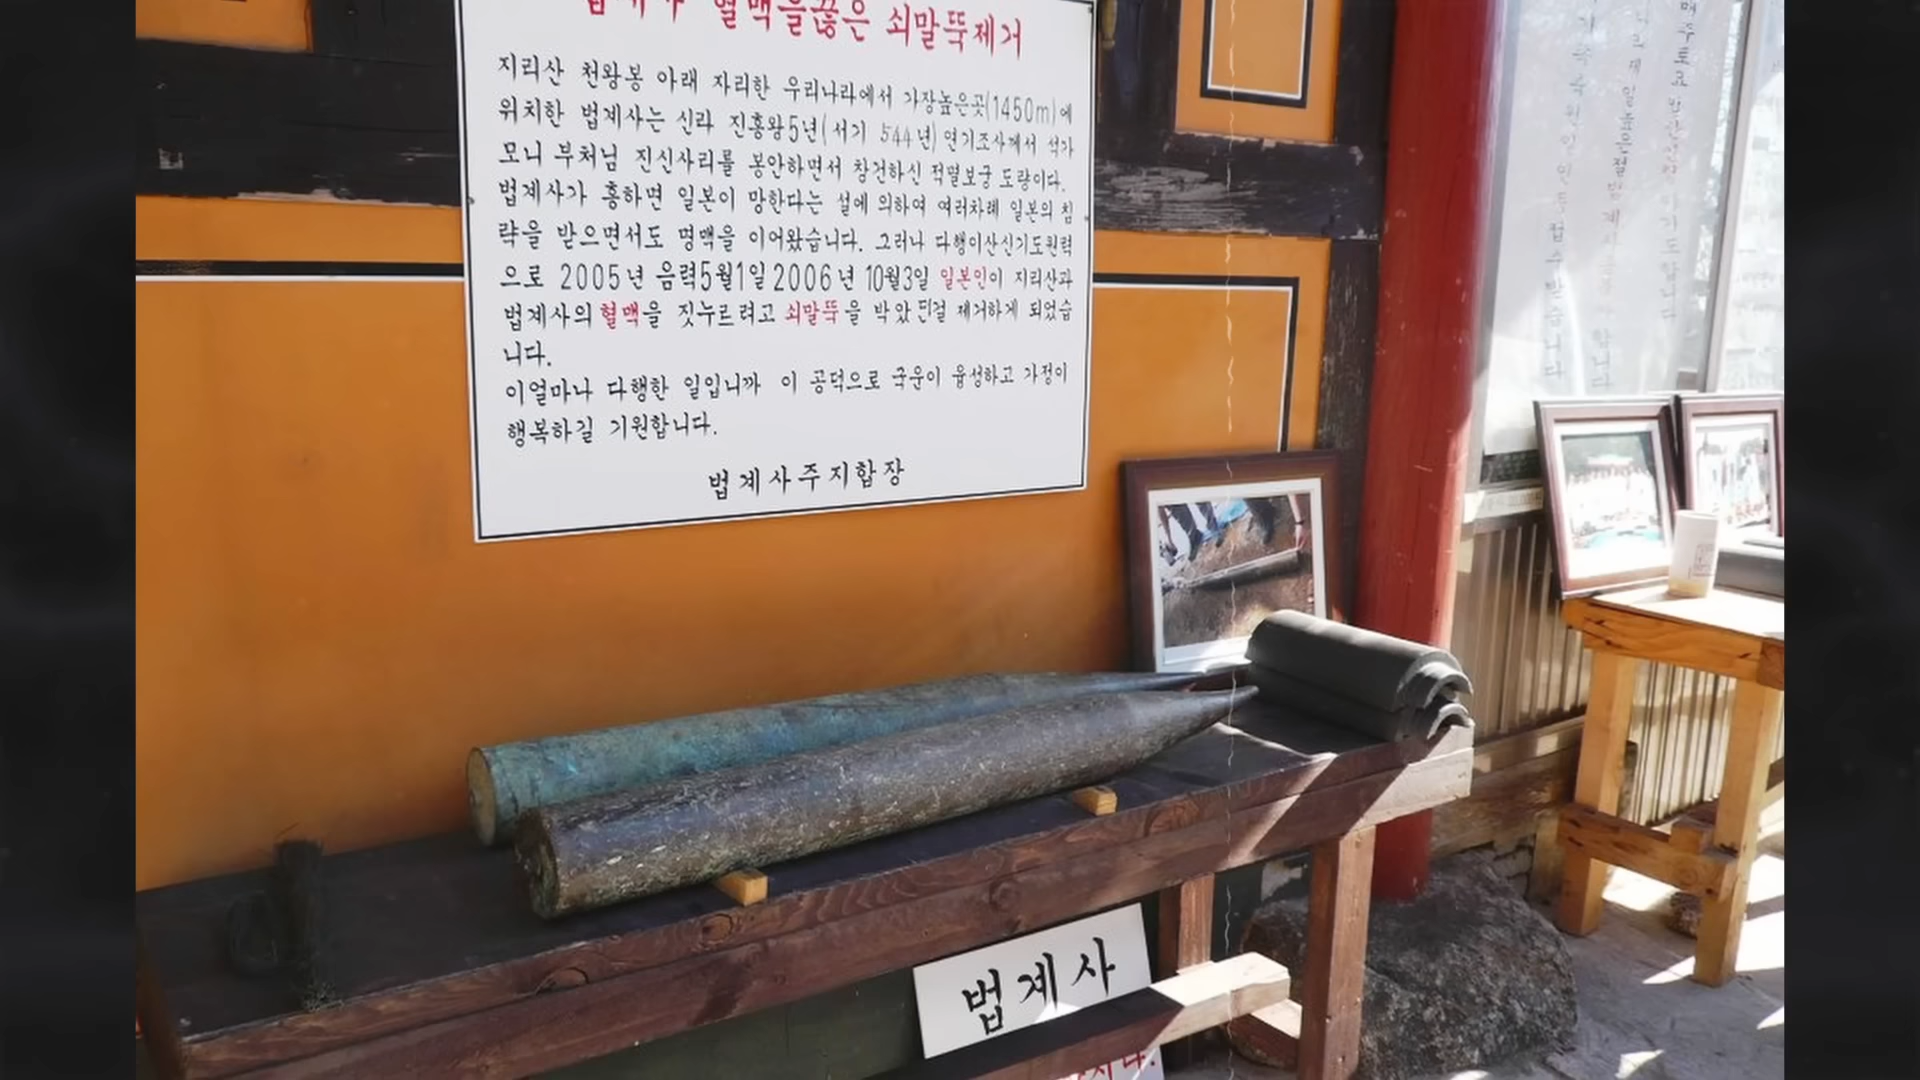 법계사 혈맥을끊은 쇠말뚝제거
지리산 천왕봉 아래 자리한 우리나라에서 가장높은곳(1450m)에
위치한 법계사는 신라 진흥왕5년(서기 544년)연기조사께서 석가
모니 부처님 진신사리를 봉안하면서 창건하신 적멸보궁 도량이다.
법계사가 흥하면 일본이 망한다는 설에 의하여 여러차례 일본의 침
략을 받으면서도 명맥을 이어왔습니다. 그러나 다행이산신기도원력
으로 2005년 음력5월1일 2006년 10월3일 일본인이 지리산과
법계사의 혈맥을 짓누르려고 쇠말뚝을 박았던걸 제거하게 되었습
니다.
이얼마나 다행한 일입니까 이 공덕으로 국운이 융성하고 가정이
행복하길 기원합니다.
법계사주지합장
법계사